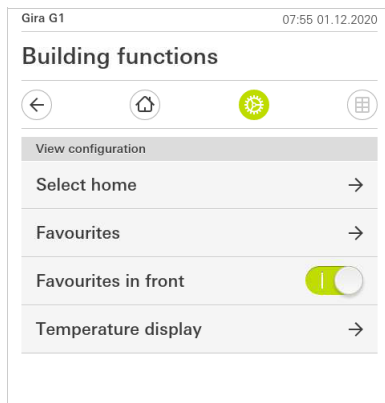 Gira G1 07:55 01.12.2020
Building functions
View configuration
Select home
Favourites
Favourites in front
Temperature display